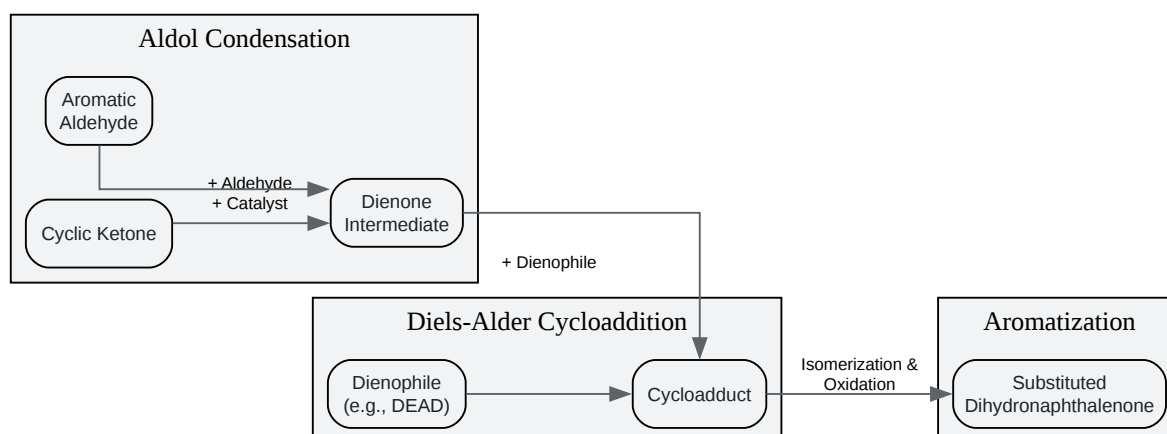 Aldol Condensation
Aromatic
Aldehyde
+ Aldehyde
+ Catalyst
Cyclic Ketone
Dienone
Intermediate
+ Dienophile
Diels-Alder Cycloaddition
Dienophile
(e.g., DEAD)
Cycloadduct
Isomerization &
Oxidation
Aromatization
Substituted
Dihydronaphthalenone